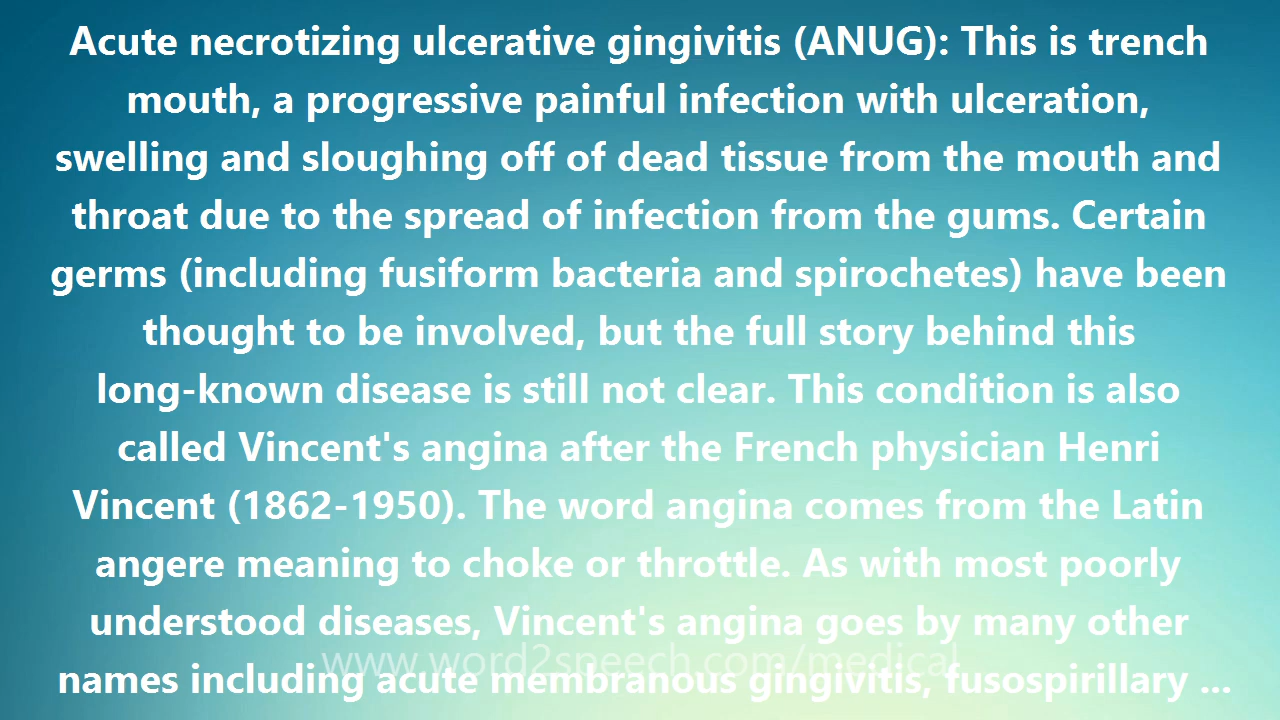 Acute necrotizing ulcerative gingivitis (ANUG): This is trench
mouth, a progressive painful infection with ulceration,
swelling and sloughing off of dead tissue from the mouth and
throat due to the spread of infection from the gums. Certain
germs (including fusiform bacteria and spirochetes) have been
thought to be involved, but the full story behind this
long-known disease is still not clear. This condition is also
called Vincent's angina after the French physician Henri
Vincent (1862-1950). The word angina comes from the Latin
angere meaning to choke or throttle. As with most poorly
understood diseases, Vincent's angina goes by many other
www.word2speech.com/medical
names including acute membranous gingivitis, fusospirillary ...